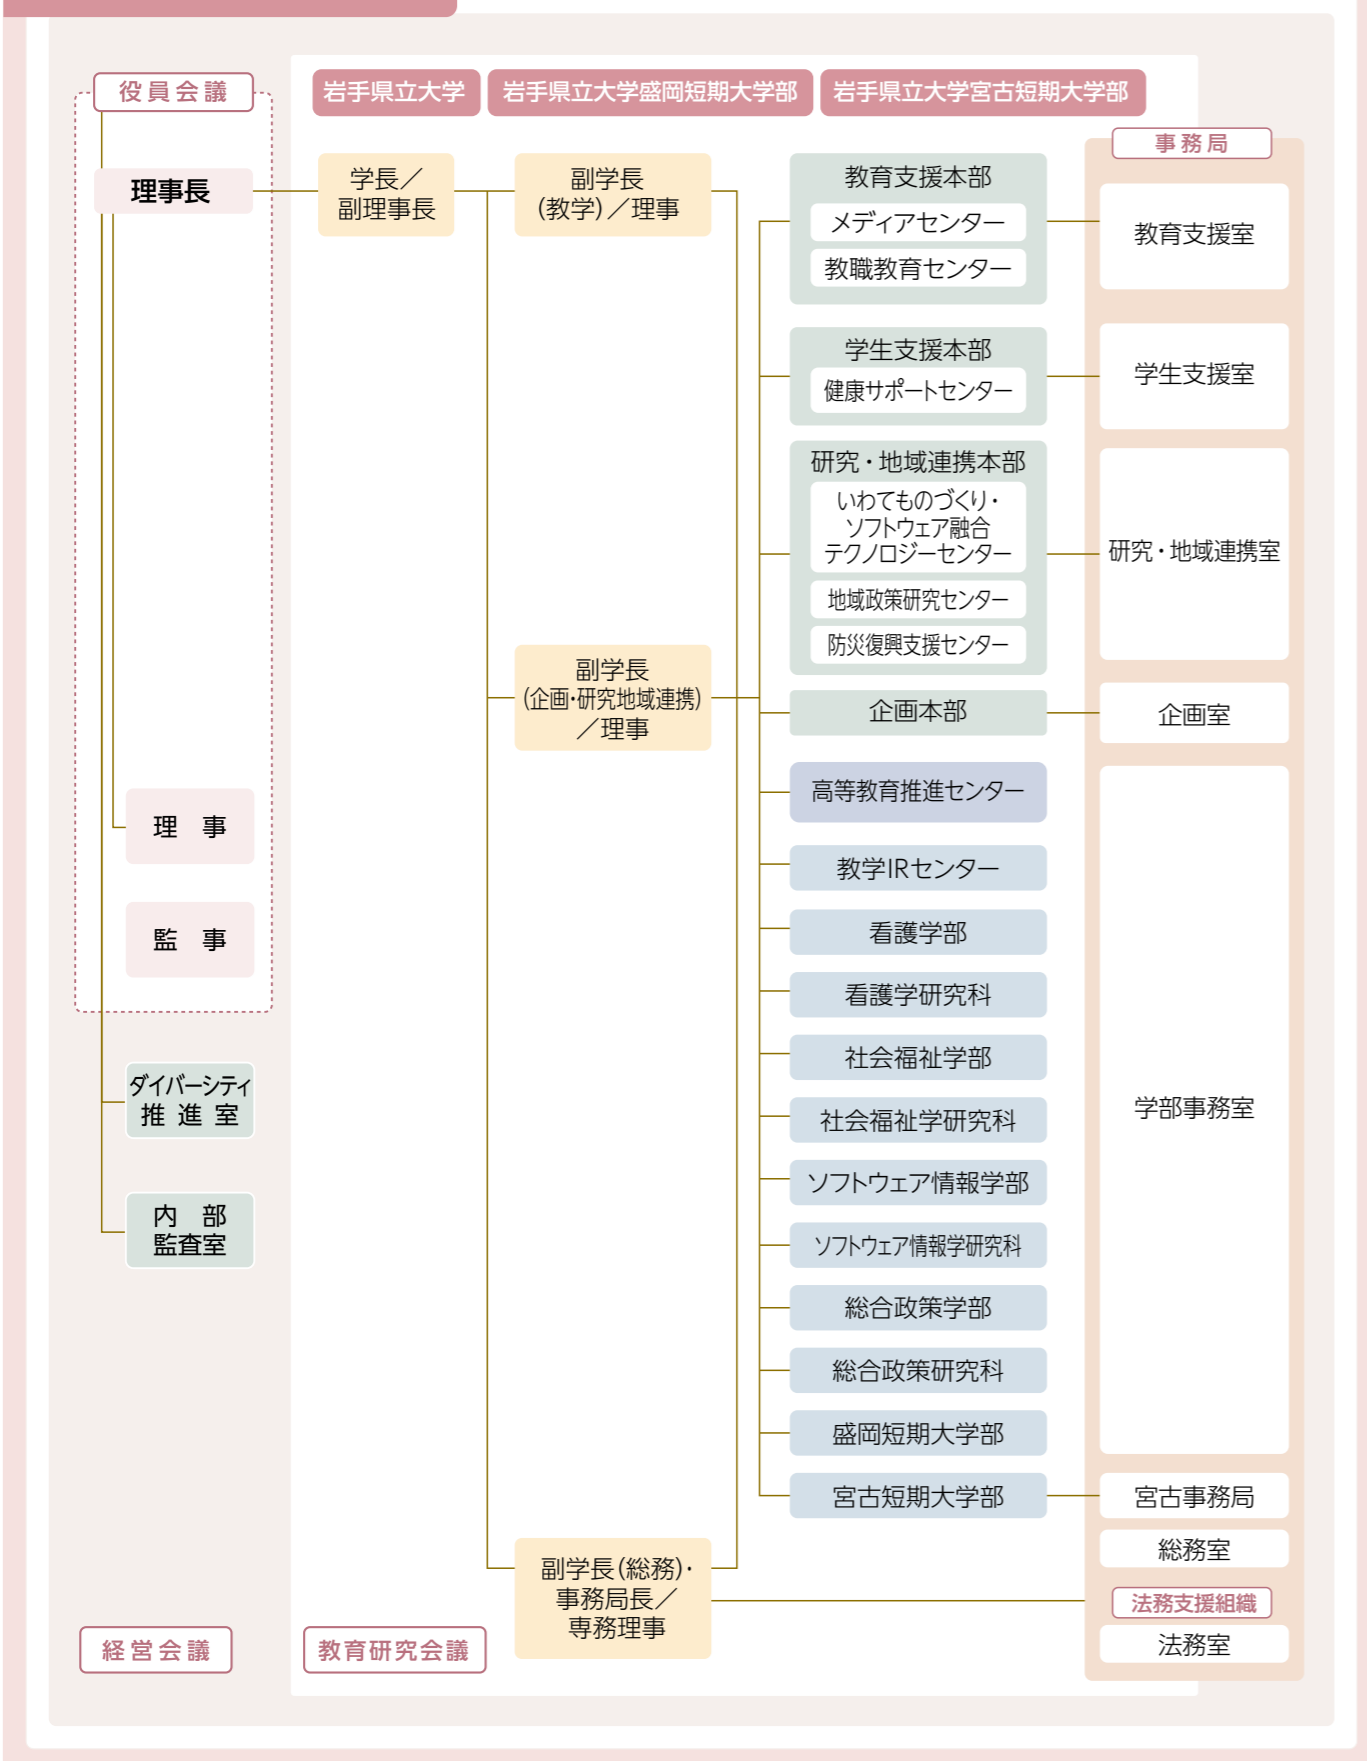 役員会議
岩手県立大学
岩手県立大学盛岡短期大学部
岩手県立大学宮古短期大学部
事務局
理事長
学長／
副理事長
副学長
(教学)／理事
教育支援本部
メディアセンター
教職教育センター
教育支援室
学生支援本部
健康サポートセンター
学生支援室
研究・地域連携本部
いわてものづくり・
ソフトウェア融合
テクノロジーセンター
地域政策研究センター
防災復興支援センター
研究・地域連携室
副学長
(企画・研究地域連携)
／理事
企画本部
企画室
高等教育推進センター
理　事
教学IRセンター
監　事
看護学部
看護学研究科
社会福祉学部
ダイバーシティ
推進室
社会福祉学研究科
学部事務室
ソフトウェア情報学部
内　部
監査室
ソフトウェア情報学研究科
総合政策学部
総合政策研究科
盛岡短期大学部
宮古短期大学部
宮古事務局
総務室
副学長(総務)・
事務局長／
専務理事
法務支援組織
法務室
経営会議
教育研究会議